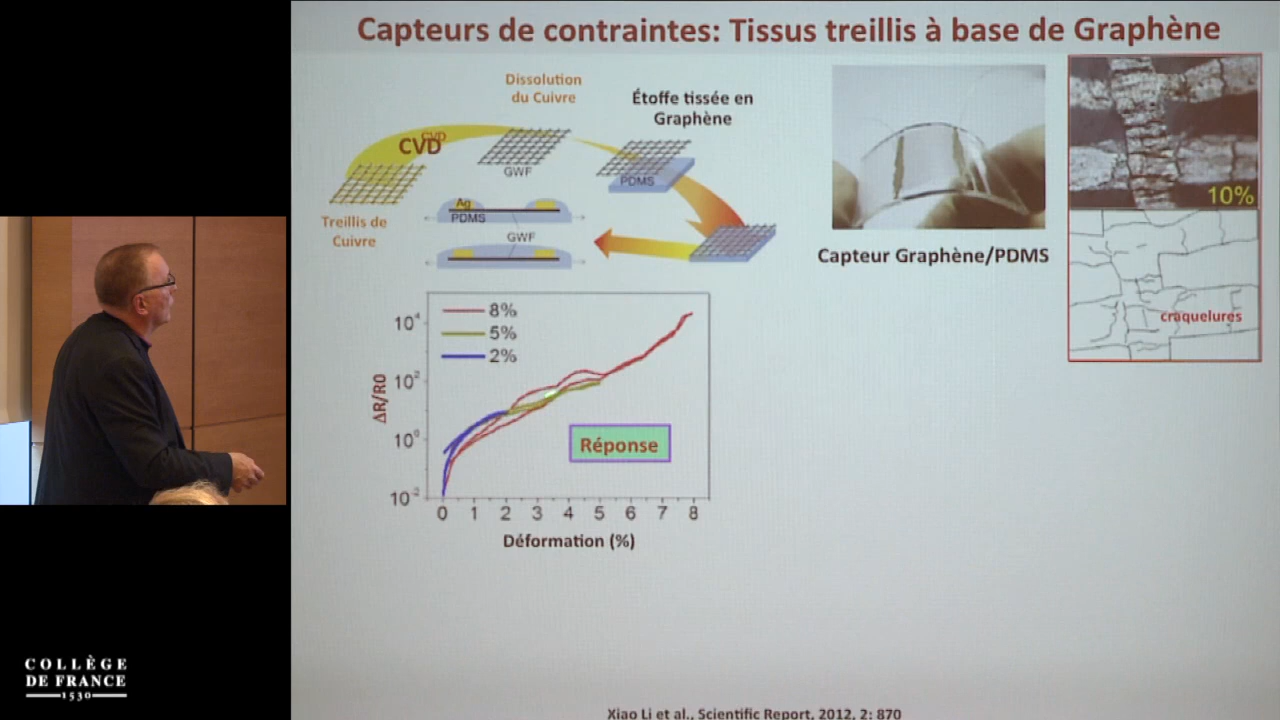 Capteurs de contraintes: Tissus treillis à base de Graphène
Dissolution
du Cuivre
Étoffe tissée en
Graphène
CVD
CVD
GWF
PDMS
Treillis de
Cuivre
Ag
PDMS
GWF
Capteur Graphène/PDMS
10%
craquelures
8%
5%
2%
10⁴
10²
10⁰
10⁻²
ΔR/R0
Réponse
0 1 2 3 4 5 6 7 8
Déformation (%)
Xiao Li et al., Scientific Report, 2012, 2: 870
COLLÈGE
DE FRANCE
1530